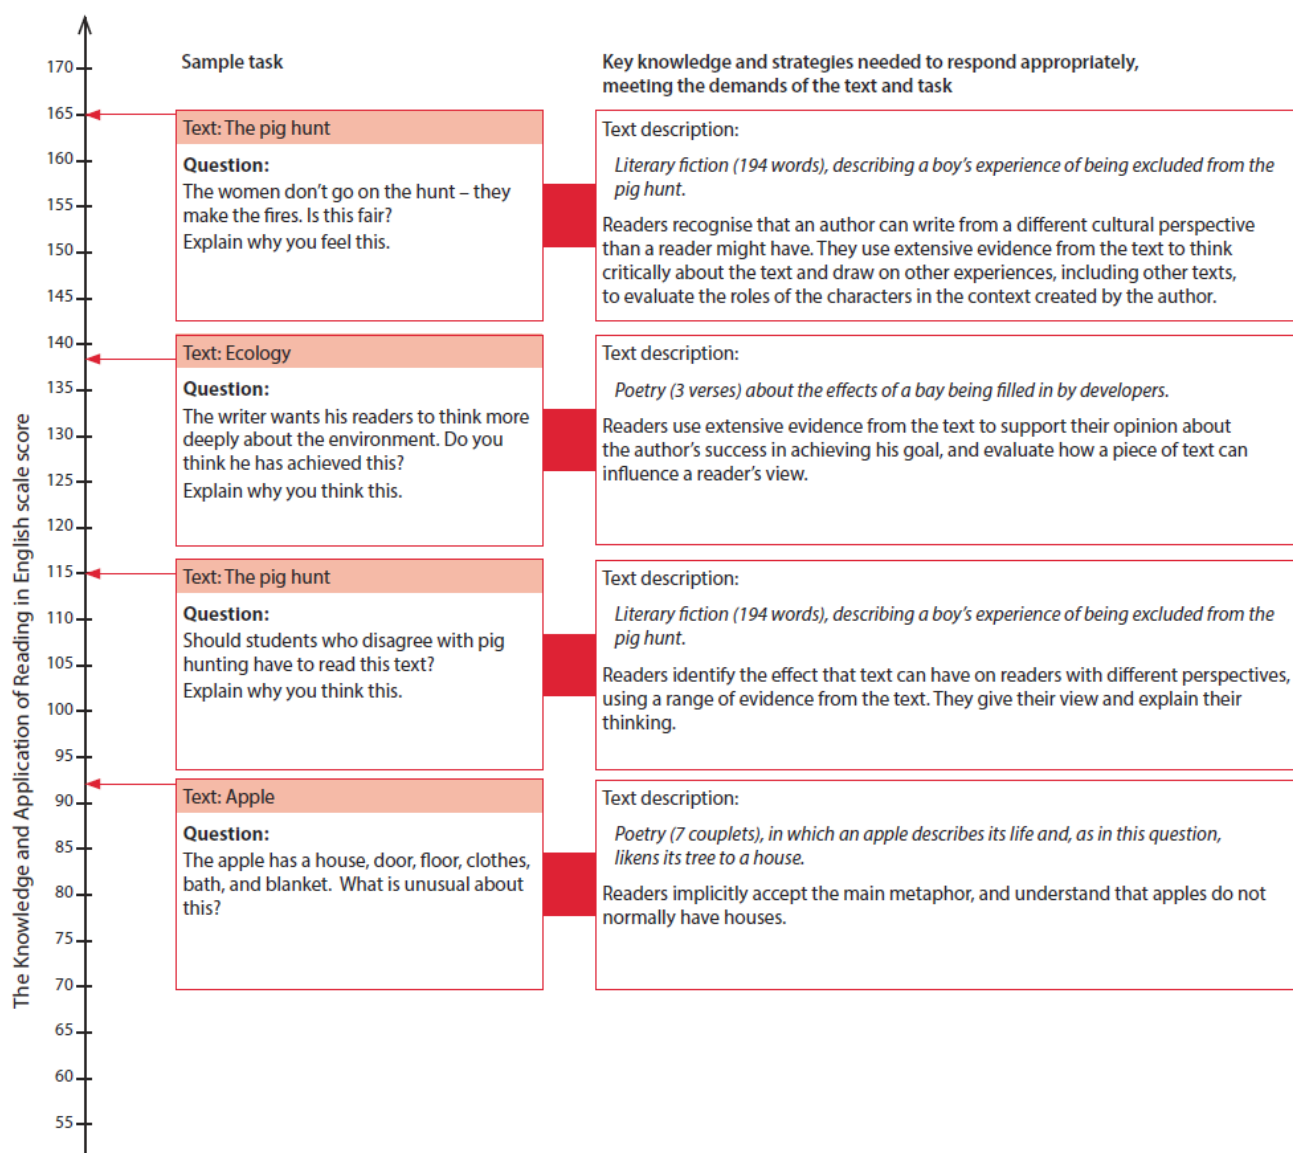 The Knowledge and Application of Reading in English scale score
170
165
160
155
150
145
140
135
130
125
120
115
110
105
100
95
90
85
80
75
70
65
60
55
Sample task
Key knowledge and strategies needed to respond appropriately,
meeting the demands of the text and task
Text: The pig hunt
Question:
The women don't go on the hunt – they
make the fires. Is this fair?
Explain why you feel this.
Text description:
Literary fiction (194 words), describing a boy's experience of being excluded from the
pig hunt.
Readers recognise that an author can write from a different cultural perspective
than a reader might have. They use extensive evidence from the text to think
critically about the text and draw on other experiences, including other texts,
to evaluate the roles of the characters in the context created by the author.
Text: Ecology
Question:
The writer wants his readers to think more
deeply about the environment. Do you
think he has achieved this?
Explain why you think this.
Text description:
Poetry (3 verses) about the effects of a bay being filled in by developers.
Readers use extensive evidence from the text to support their opinion about
the author's success in achieving his goal, and evaluate how a piece of text can
influence a reader's view.
Text: The pig hunt
Question:
Should students who disagree with pig
hunting have to read this text?
Explain why you think this.
Text description:
Literary fiction (194 words), describing a boy's experience of being excluded from the
pig hunt.
Readers identify the effect that text can have on readers with different perspectives,
using a range of evidence from the text. They give their view and explain their
thinking.
Text: Apple
Question:
The apple has a house, door, floor, clothes,
bath, and blanket. What is unusual about
this?
Text description:
Poetry (7 couplets), in which an apple describes its life and, as in this question,
likens its tree to a house.
Readers implicitly accept the main metaphor, and understand that apples do not
normally have houses.